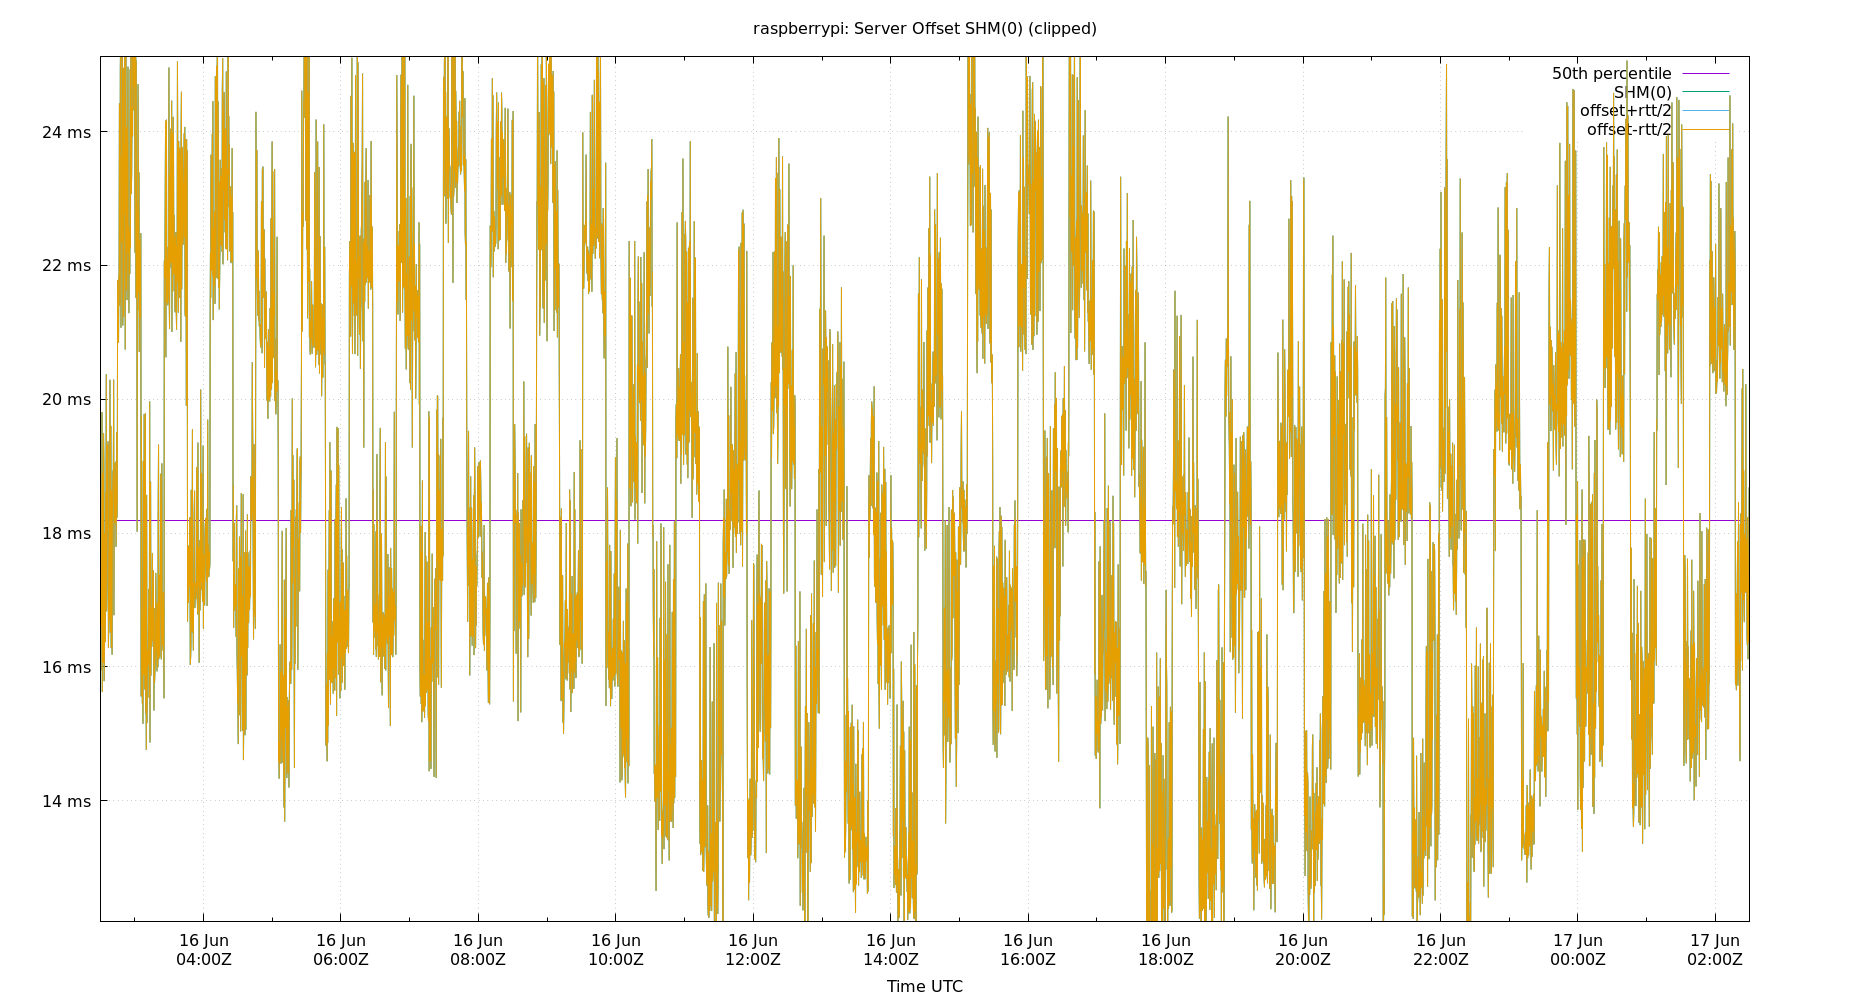 raspberrypi: Server Offset SHM(0) (clipped)
50th percentile
SHM(0)
offset+rtt/2
offset-rtt/2
24 ms
22 ms
20 ms
18 ms
16 ms
14 ms
16 Jun 16 Jun 16 Jun 16 Jun 16 Jun 16 Jun 16 Jun 16 Jun 16 Jun 16 Jun 17 Jun 17 Jun
04:00Z 06:00Z 08:00Z 10:00Z 12:00Z 14:00Z 16:00Z 18:00Z 20:00Z 22:00Z 00:00Z 02:00Z
Time UTC